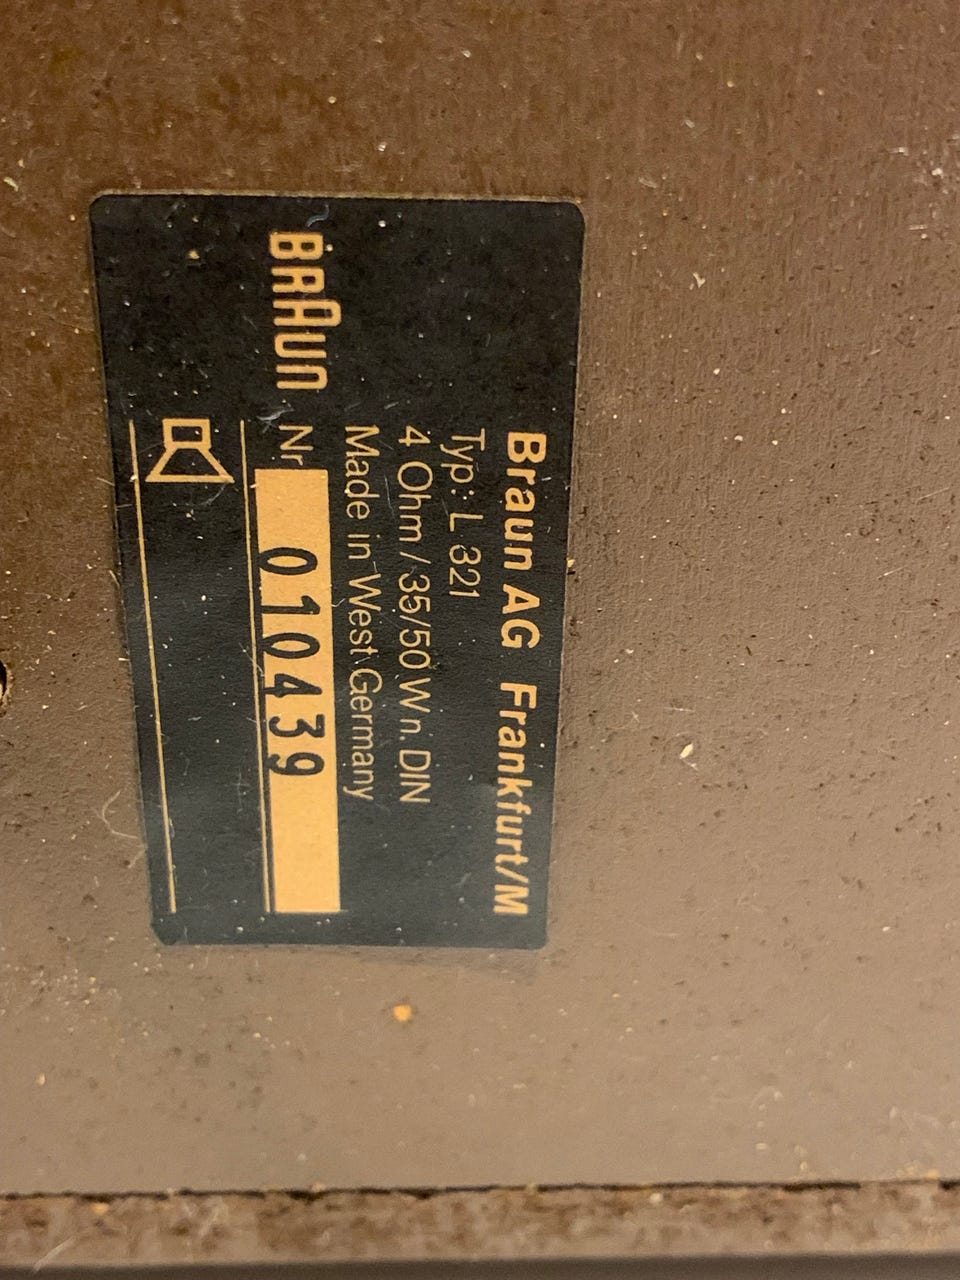 Braun AG Frankfurt/M
Typ: L 321
4 Ohm / 35/50 W n. DIN
Made in West Germany
BRAUN Nr 010439